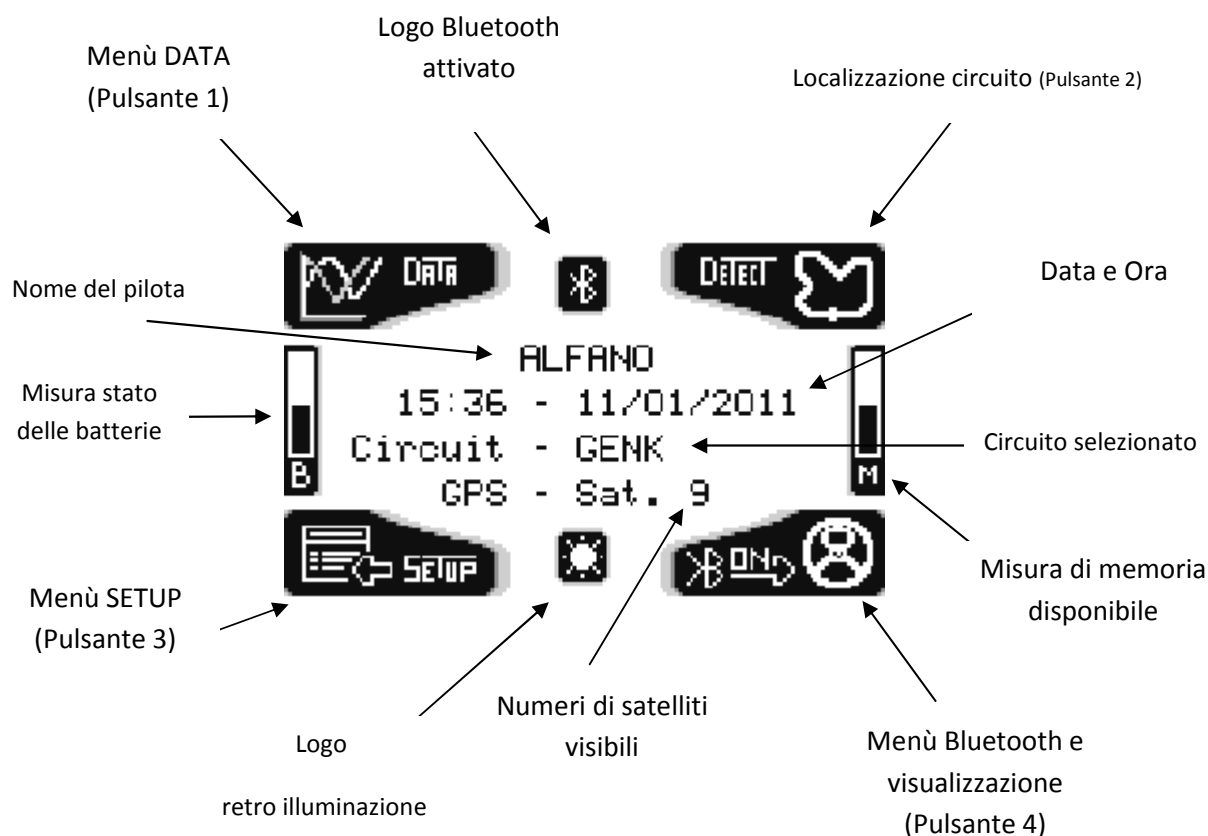 Logo Bluetooth
attivato
Menù DATA
(Pulsante 1)
Localizzazione circuito (Pulsante 2)
DATA
DETECT
Data e Ora
Nome del pilota
ALFANO
Misura stato
delle batterie
15:36 - 11/01/2011
Circuit - GENK
Circuito selezionato
B
M
GPS - Sat. 9
SETUP
ON
Misura di memoria
disponibile
Menù SETUP
(Pulsante 3)
Numeri di satelliti
visibili
Logo
retro illuminazione
Menù Bluetooth e
visualizzazione
(Pulsante 4)